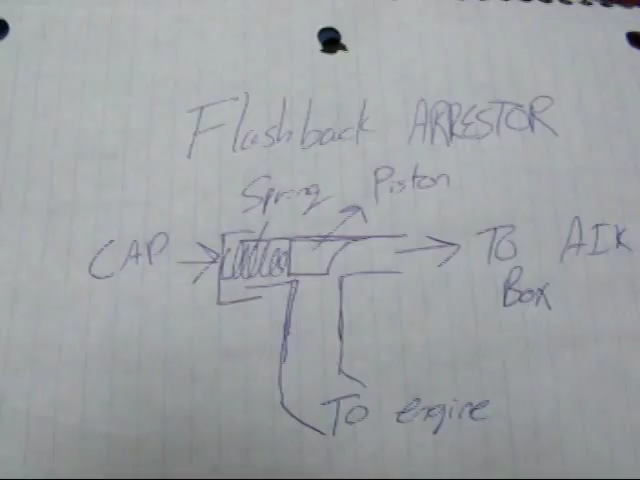 Flashback ARRESTOR
Spring Piston
CAP
TO AIR
Box
To engine